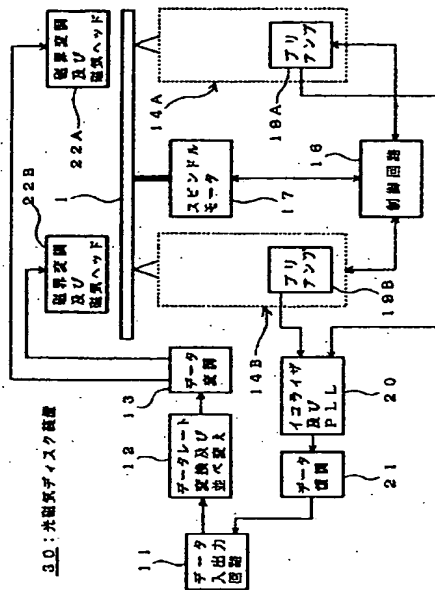 30:光磁気ディスク装置
11
データ
入出力
回路
12
データレート
変換及び
並べ変え
13
データ
変調
22B
磁界変調
及び
磁気ヘッド
22A
磁界変調
及び
磁気ヘッド
1
スピンドル
モータ
17
14A
プリ
アンプ
19A
14B
プリ
アンプ
19B
16
制御回路
イコライザ
及び
PLL
20
データ
復調
21